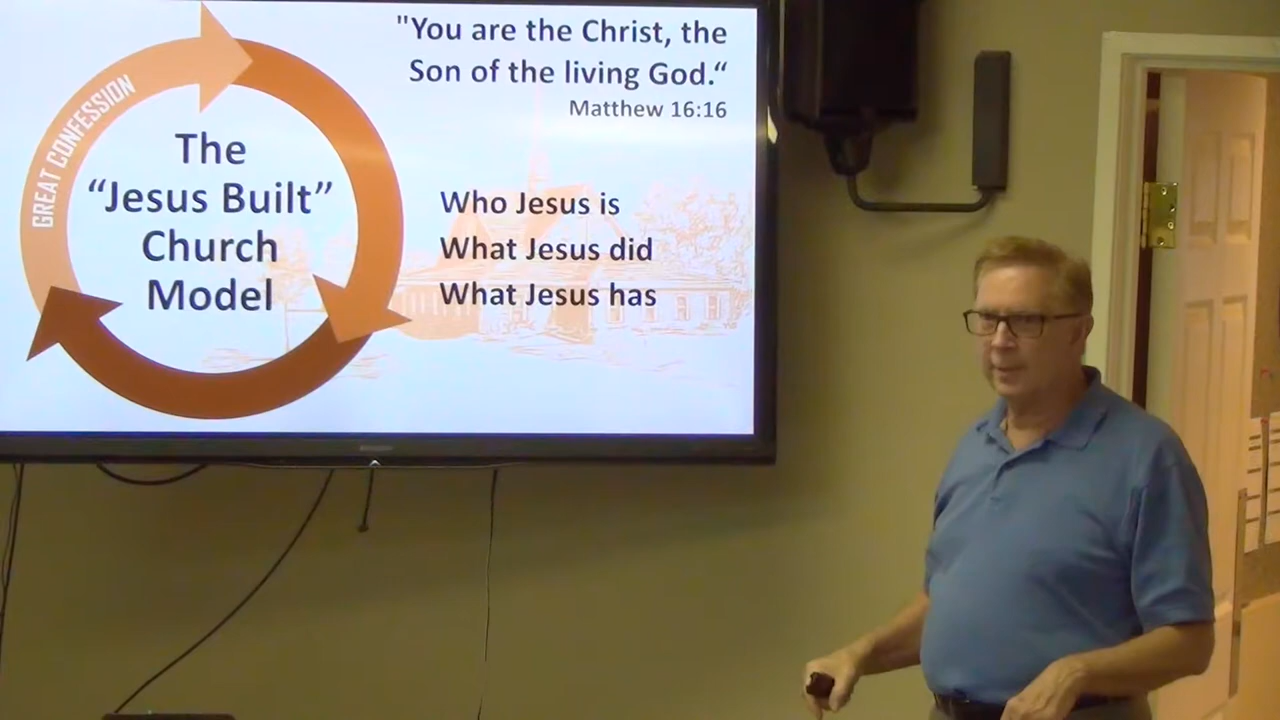 GREAT CONFESSION
The
“Jesus Built”
Church
Model
"You are the Christ, the
Son of the living God.“
Matthew 16:16
Who Jesus is
What Jesus did
What Jesus has